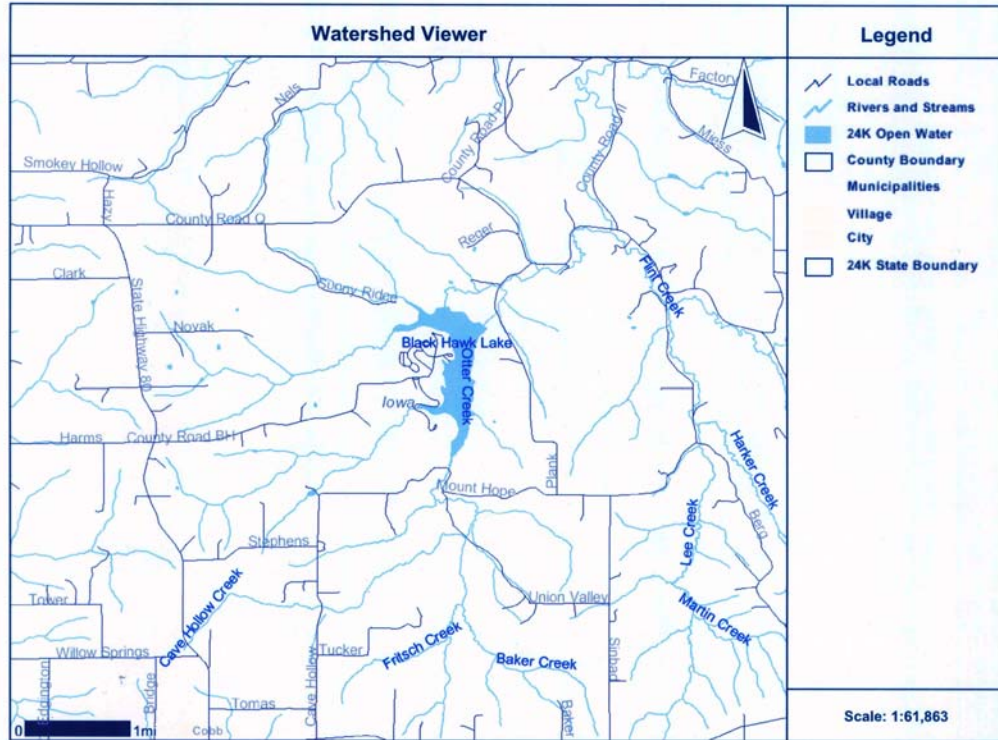 Watershed Viewer
Legend
Local Roads
Rivers and Streams
24K Open Water
County Boundary
Municipalities
Village
City
24K State Boundary
Scale: 1:61,863
Factory
Nels
County Road P
County Road II
Mless
Smokey Hollow
Hazy
County Road Q
Reger
Clark
Sunny Ridge
Flint Creek
State Highway 80
Novak
Black Hawk Lake
Otter Creek
Iowa
Harms
County Road BH
Plank
Harker Creek
Mount Hope
Lee Creek
Berg
Stephens
Tower
Cave Hollow Creek
Union Valley
Martin Creek
Willow Springs
Tucker
Fritsch Creek
Baker Creek
Sinbad
Eddington
Bridge
Tomas
Cave Hollow
Baker
Cobb
0
1mi